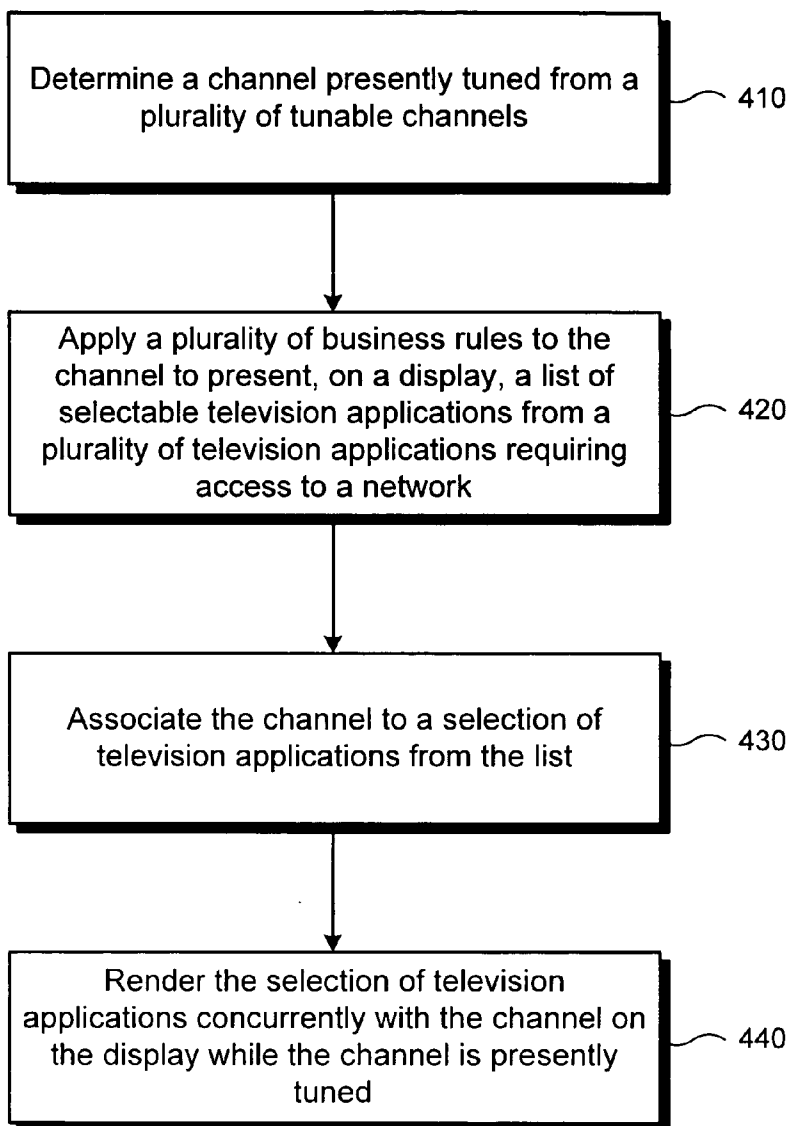 Determine a channel presently tuned from a
plurality of tunable channels
410
Apply a plurality of business rules to the
channel to present, on a display, a list of
selectable television applications from a
plurality of television applications requiring
access to a network
420
Associate the channel to a selection of
television applications from the list
430
Render the selection of television
applications concurrently with the channel on
the display while the channel is presently
tuned
440